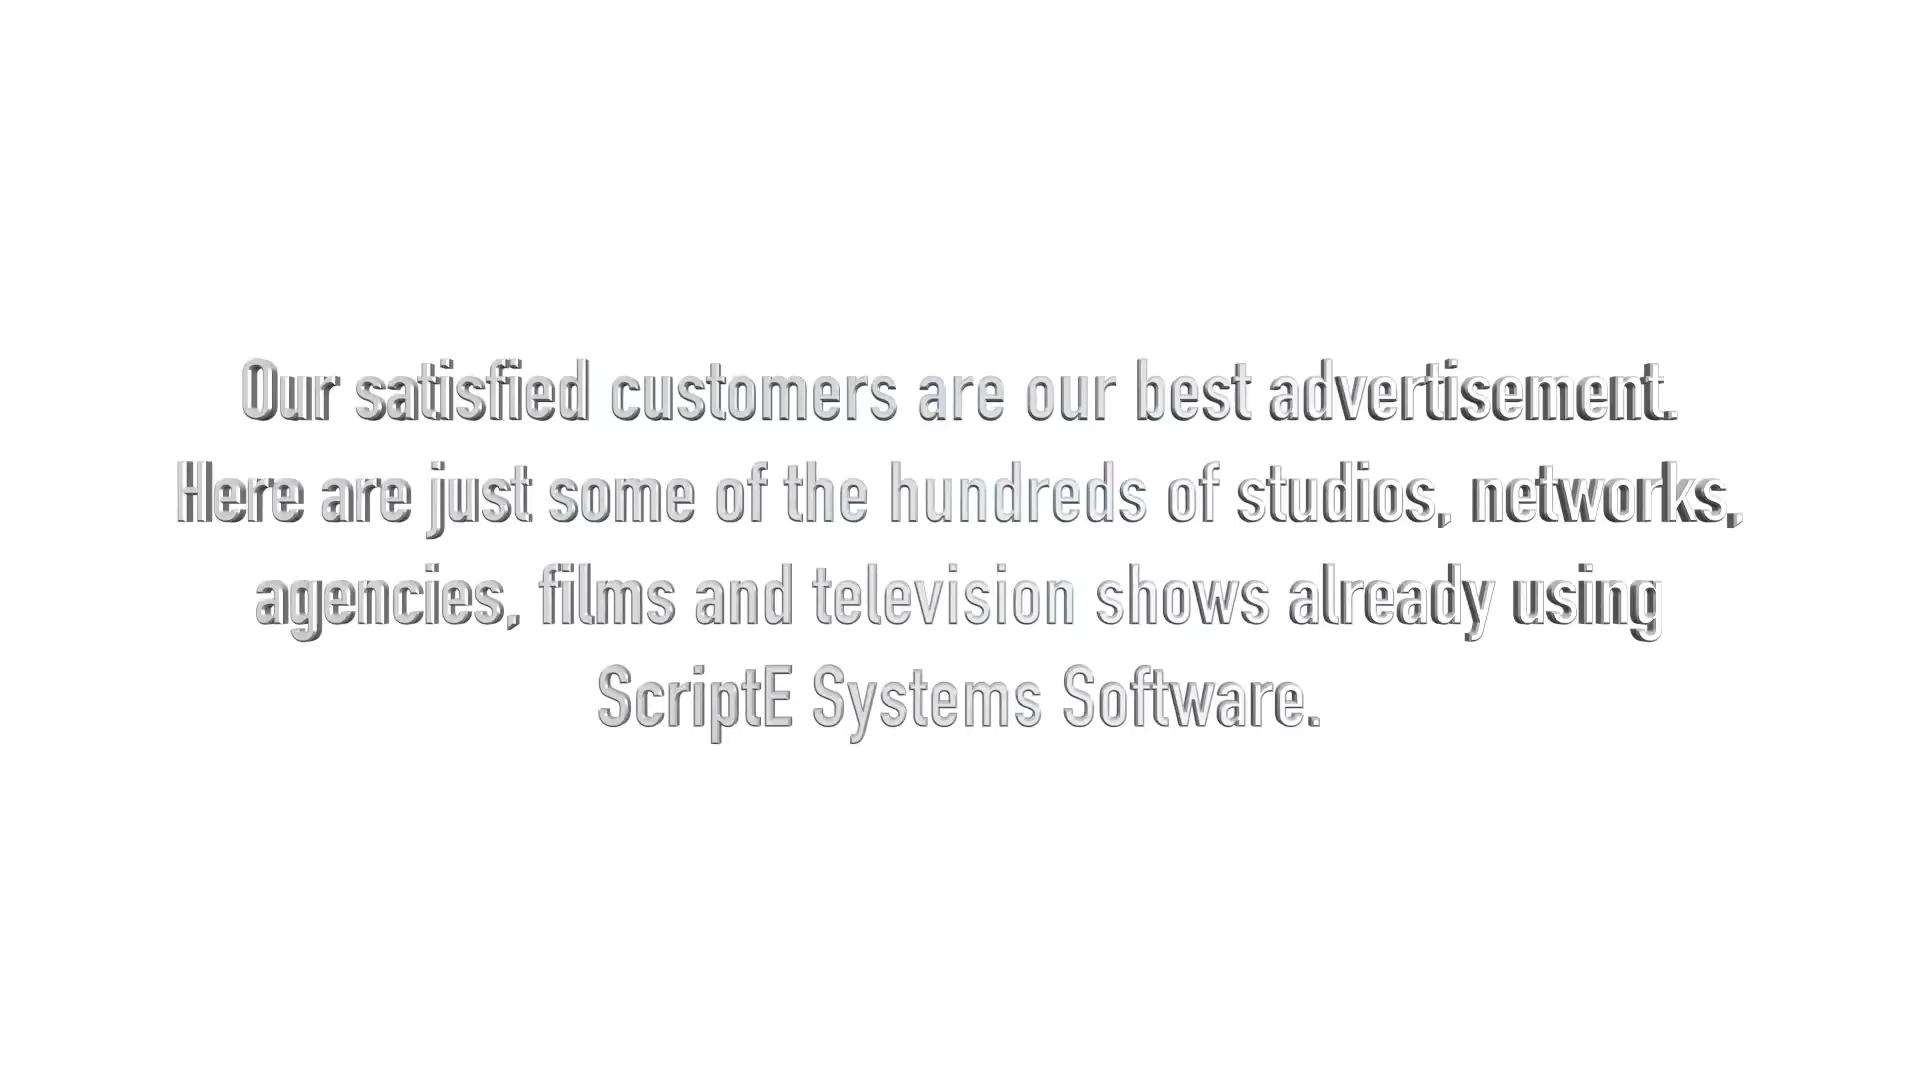 Our satisfied customers are our best advertisement.
Here are just some of the hundreds of studios, networks,
agencies, films and television shows already using
ScriptE Systems Software.